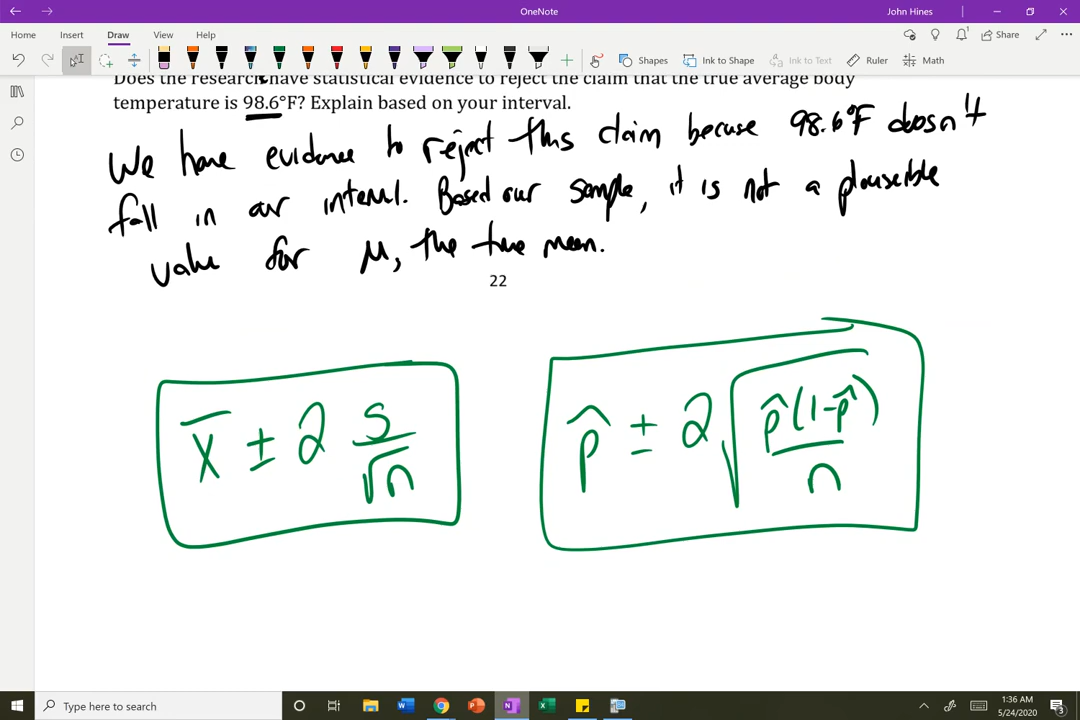 OneNote
John Hines
Home Insert Draw View Help
Share
Shapes Ink to Shape Ink to Text Ruler Math
Does the research have statistical evidence to reject the claim that the true average body
temperature is 98.6°F? Explain based on your interval.
We have evidence to reject this claim because 98.6°F doesn't
fall in our interval. Based our sample, it is not a plausible
value for μ, the true mean.
22
x̄ ± 2 s/√n
p̂ ± 2 √(p̂(1-p̂)/n)
Type here to search
1:36 AM
5/24/2020
3